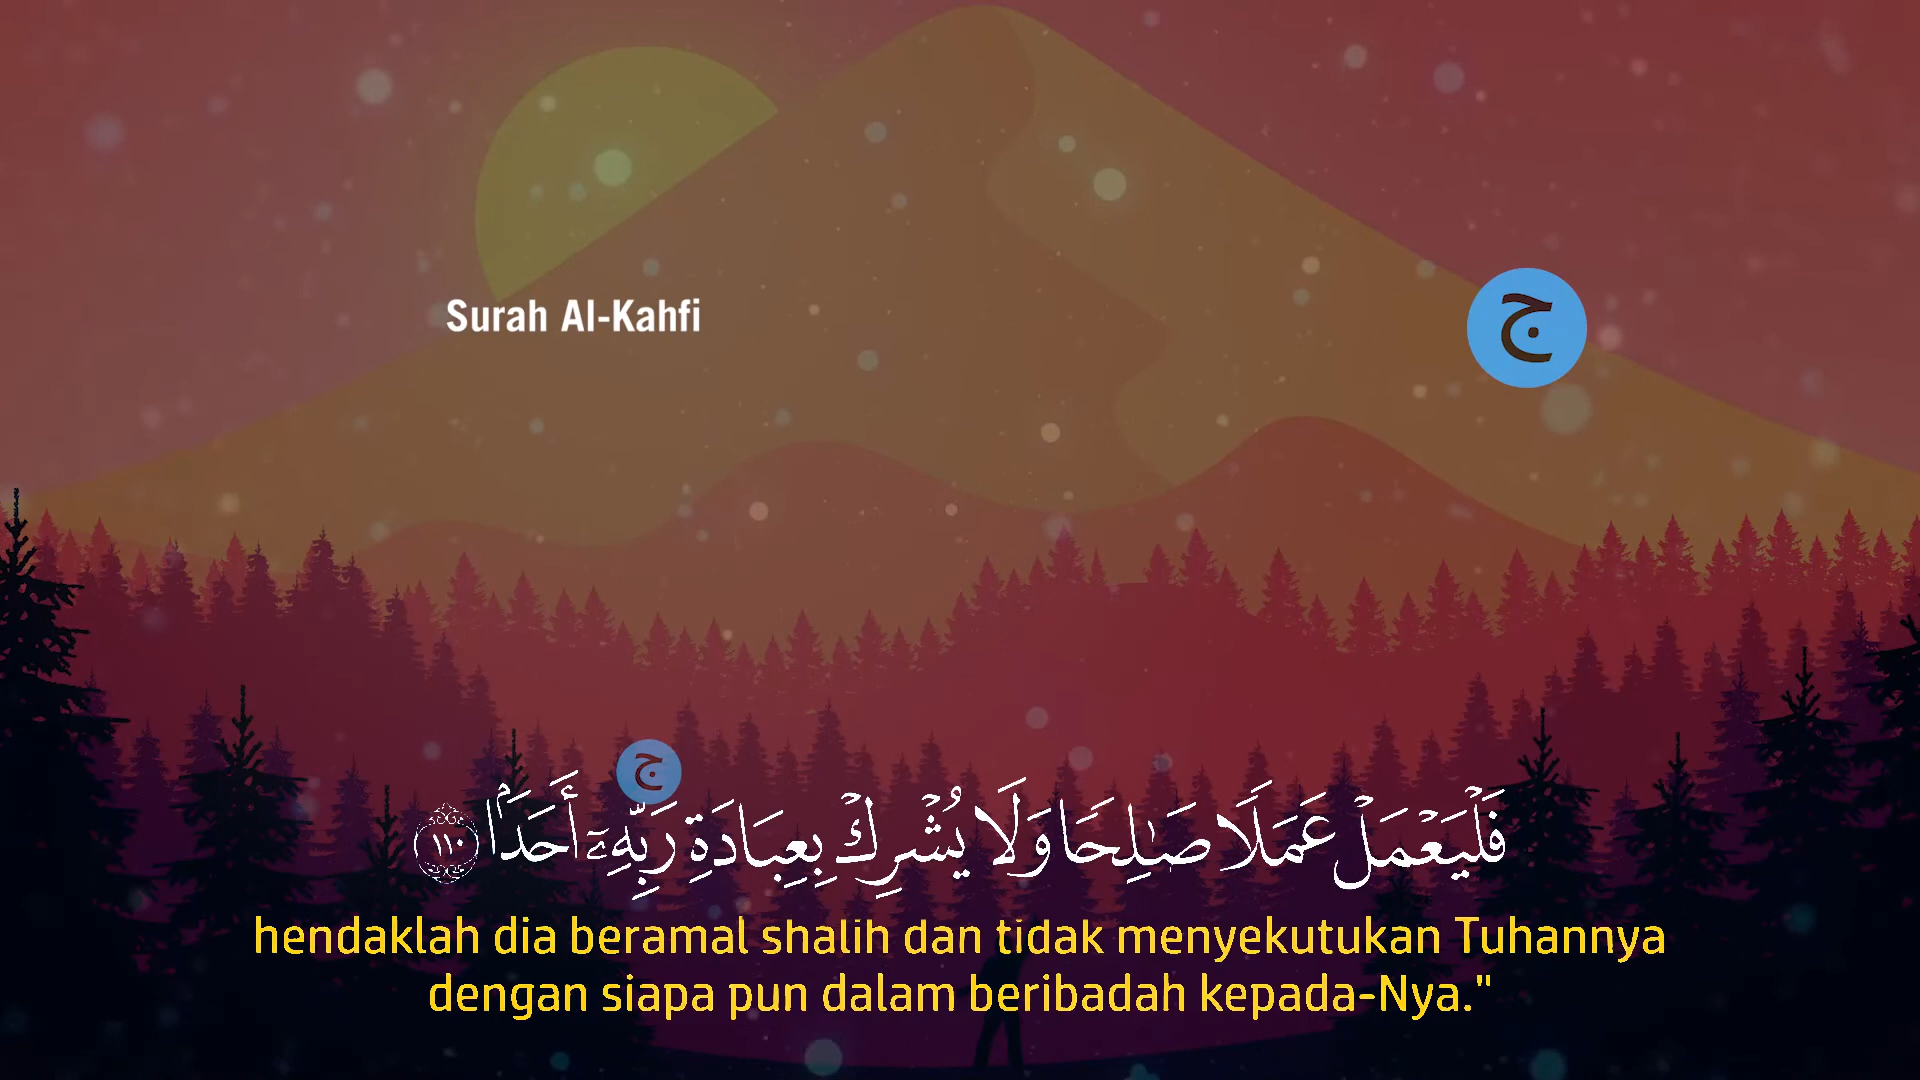 Surah Al-Kahfi
ج
ج
فَلْيَعْمَلْ عَمَلًا صَٰلِحًا وَلَا يُشْرِكْ بِعِبَادَةِ رَبِّهِۦٓ أَحَدًۢا ١١٠
hendaklah dia beramal shalih dan tidak menyekutukan Tuhannya
dengan siapa pun dalam beribadah kepada-Nya."